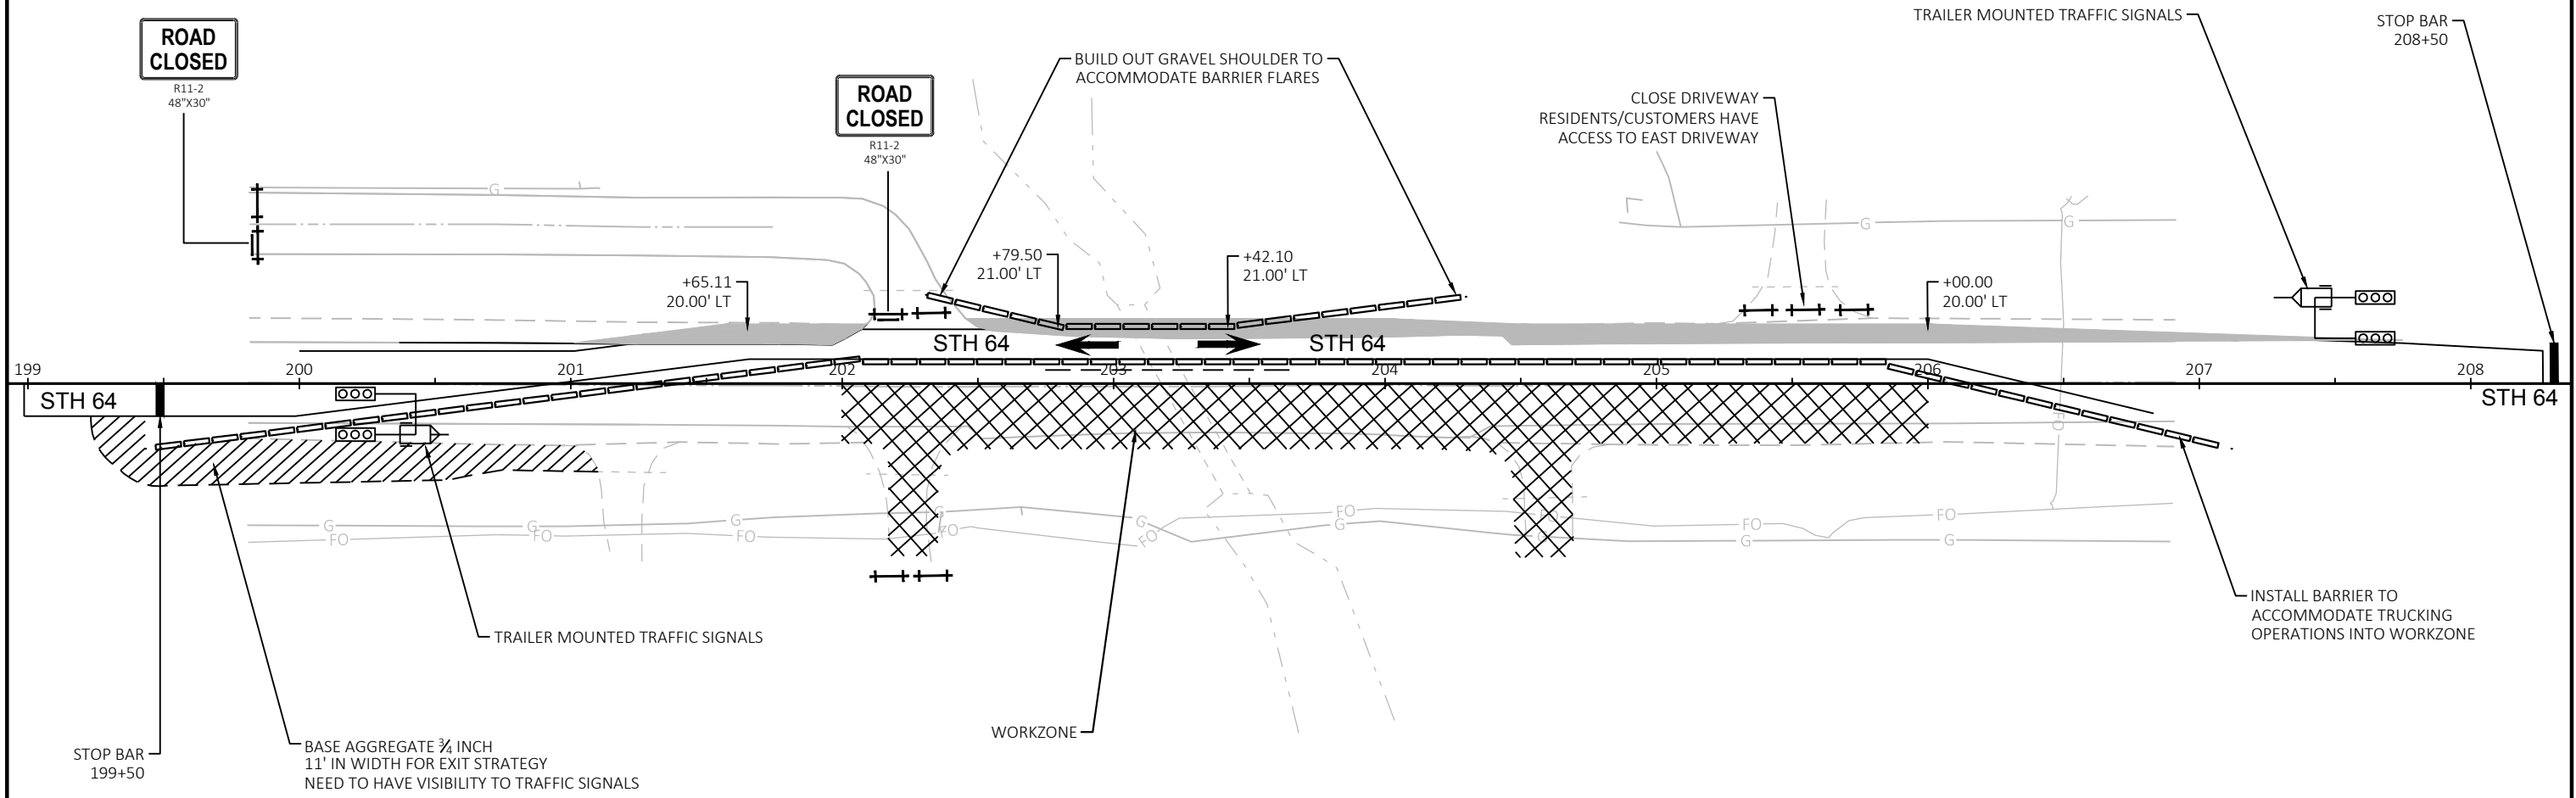 ROAD
CLOSED
R11-2
48"X30"
ROAD
CLOSED
R11-2
48"X30"
BUILD OUT GRAVEL SHOULDER TO
ACCOMMODATE BARRIER FLARES
TRAILER MOUNTED TRAFFIC SIGNALS
STOP BAR
208+50
CLOSE DRIVEWAY
RESIDENTS/CUSTOMERS HAVE
ACCESS TO EAST DRIVEWAY
G
G
G
+65.11
20.00' LT
+79.50
21.00' LT
+42.10
21.00' LT
+00.00
20.00' LT
STH 64
STH 64
199
200
201
202
203
204
205
206
207
208
STH 64
STH 64
FO
G
G
G
G
G
G
G
G
FO
FO
FO
FO
FO
FO
FO
FO
TRAILER MOUNTED TRAFFIC SIGNALS
WORKZONE
INSTALL BARRIER TO
ACCOMMODATE TRUCKING
OPERATIONS INTO WORKZONE
STOP BAR
199+50
BASE AGGREGATE ¾ INCH
11' IN WIDTH FOR EXIT STRATEGY
NEED TO HAVE VISIBILITY TO TRAFFIC SIGNALS